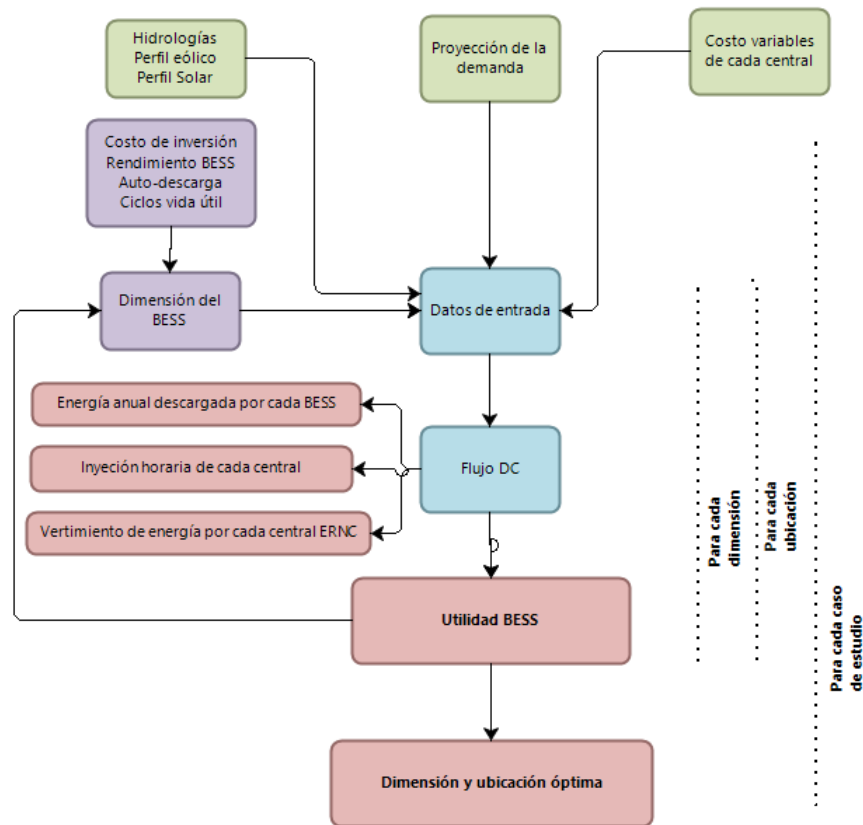 Hidrologías
Perfil eólico
Perfil Solar
Proyección de la
demanda
Costo variables
de cada central
Costo de inversión
Rendimiento BESS
Auto-descarga
Ciclos vida útil
Dimensión del
BESS
Datos de entrada
Energía anual descargada por cada BESS
Inyeción horaria de cada central
Flujo DC
Vertimiento de energía por cada central ERNC
Utilidad BESS
Dimensión y ubicación óptima
Para cada
dimensión
Para cada
ubicación
Para cada caso
de estudio